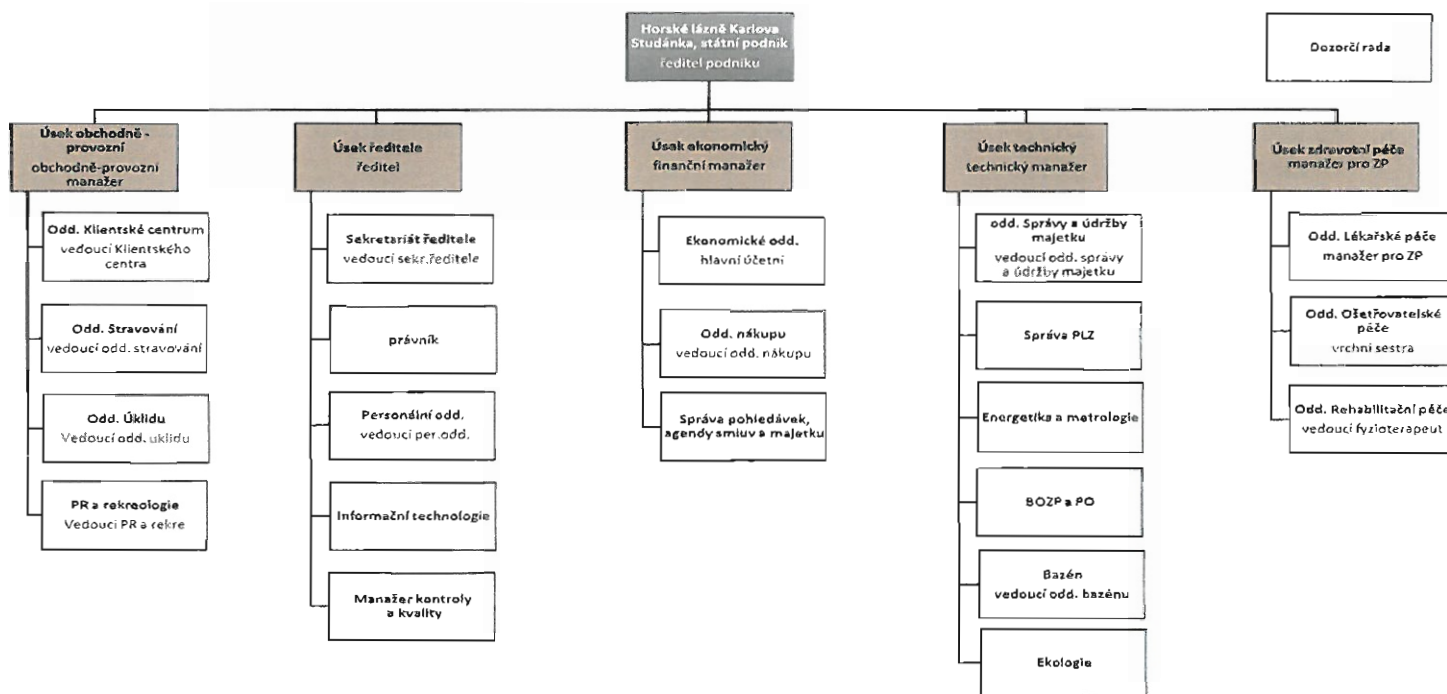 Horské lázně Karlova
Studánka, státní podnik
ředitel podniku
Dozorčí rada
Úsek obchodně -
provozní
obchodně-provozní
manažer
Odd. Klientské centrum
vedoucí Klientského
centra
Odd. Stravování
vedoucí odd. stravování
Odd. Úklidu
Vedoucí odd. uklidu
PR a rekreologie
Vedoucí PR a rekre
Úsek ředitele
ředitel
Sekretariát ředitele
vedoucí sekr.ředitele
právník
Personální odd.
vedoucí per.odd.
Informační technologie
Manažer kontroly
a kvality
Úsek ekonomický
finanční manažer
Ekonomické odd.
hlavní účetní
Odd. nákupu
vedoucí odd. nákupu
Správa pohledávek,
agendy smluv a majetku
Úsek technický
technický manažer
odd. Správy a údržby
majetku
vedoucí odd. správy
a údržby majetku
Správa PLZ
Energetika a metrologie
BOZP a PO
Bazén
vedoucí odd. bazénu
Ekologie
Úsek zdravotní péče
manažer pro ZP
Odd. Lékařské péče
manažer pro ZP
Odd. Ošetřovatelské
péče
vrchní sestra
Odd. Rehabilitační péče
vedoucí fyzioterapeut